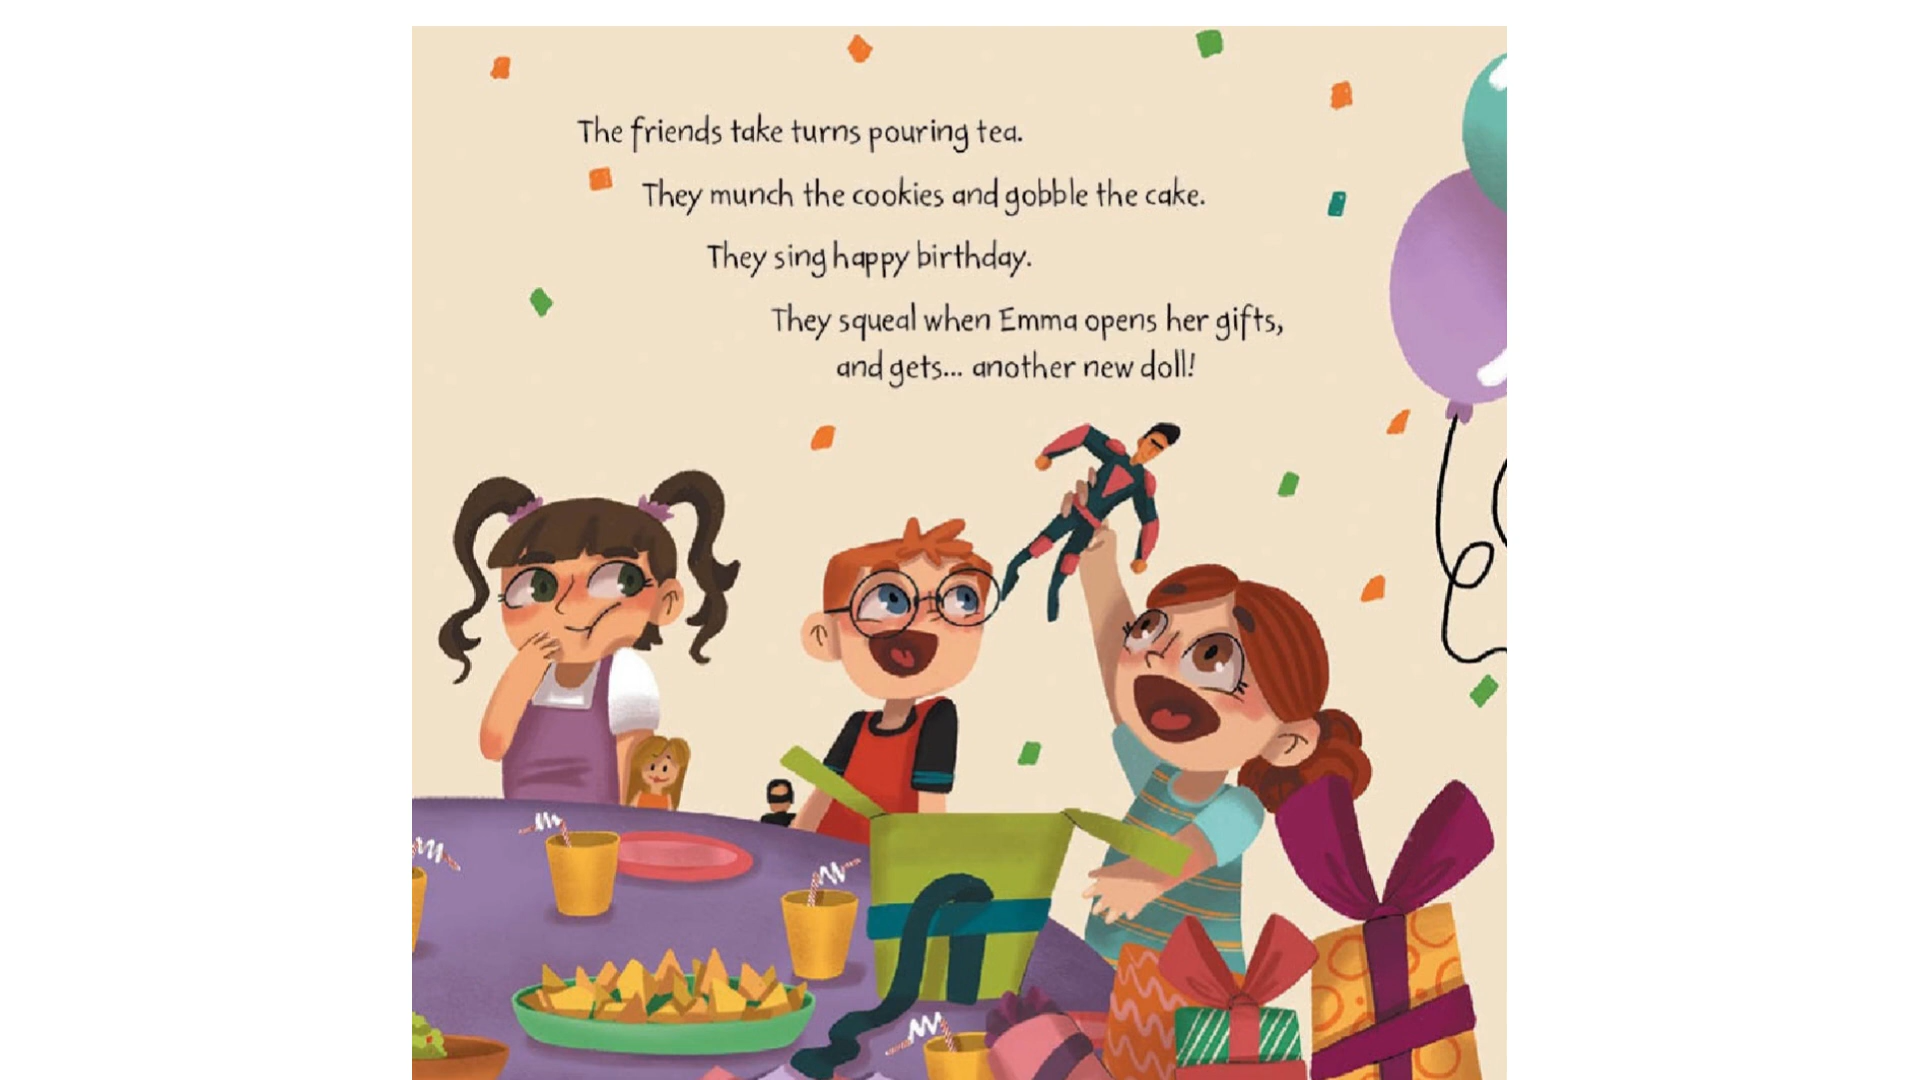 The friends take turns pouring tea.
They munch the cookies and gobble the cake.
They sing happy birthday.
They squeal when Emma opens her gifts,
and gets... another new doll!